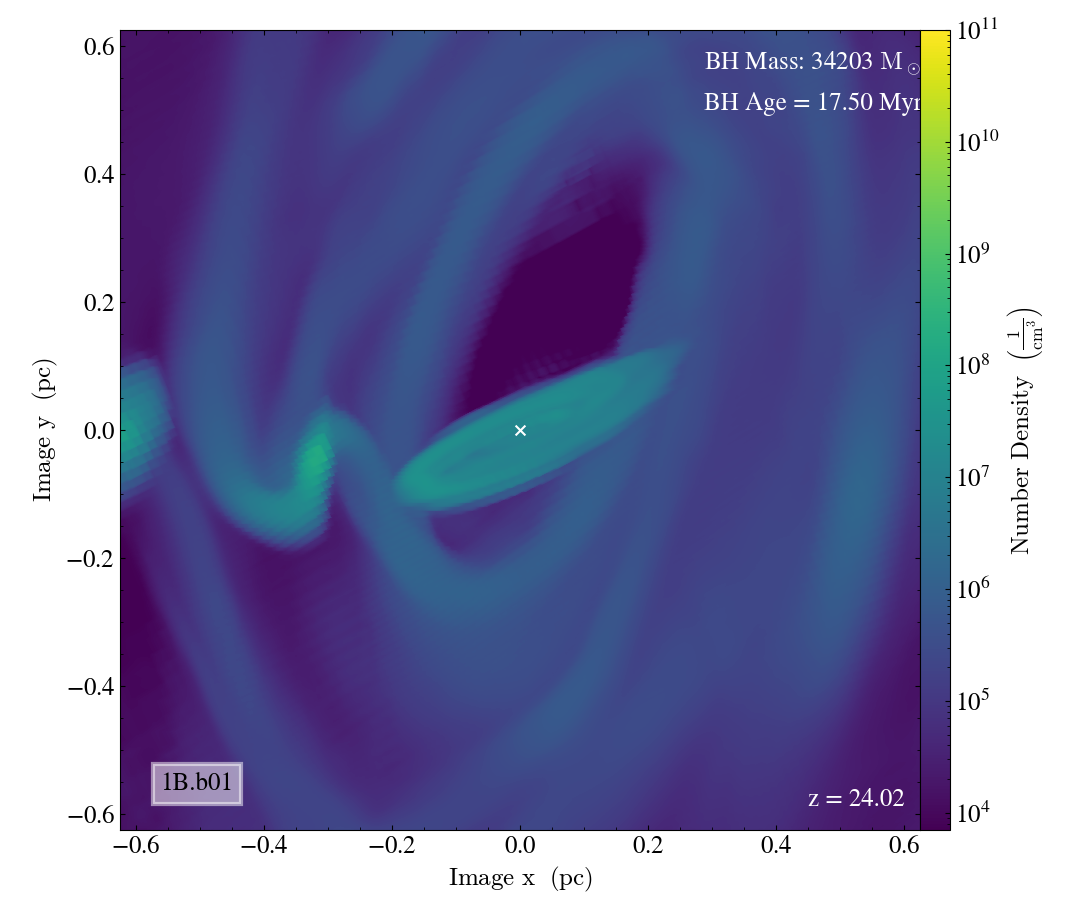 BH Mass: 34203 M⊙
BH Age = 17.50 Myr
1B.b01
z = 24.02
Image y (pc)
0.6
0.4
0.2
0.0
−0.2
−0.4
−0.6
−0.6 −0.4 −0.2 0.0 0.2 0.4 0.6
Image x (pc)
10¹¹
10¹⁰
10⁹
10⁸
10⁷
10⁶
10⁵
10⁴
Number Density (1/cm³)